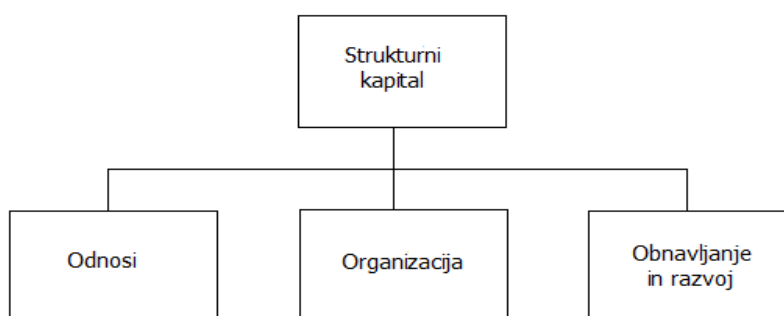 Strukturni
kapital
Odnosi
Organizacija
Obnavljanje
in razvoj